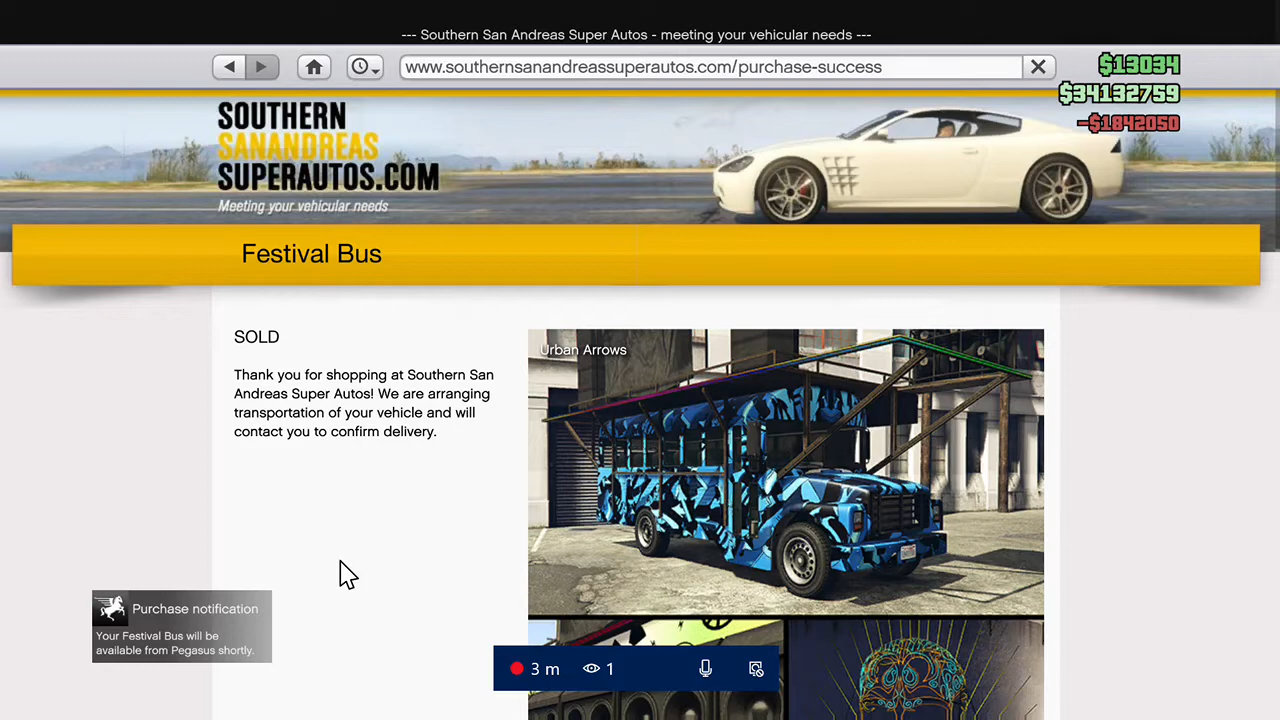 --- Southern San Andreas Super Autos - meeting your vehicular needs ---
www.southernsanandreassuperautos.com/purchase-success
$13034
$34132759
-$1842050
SOUTHERN
SANANDREAS
SUPERAUTOS.COM
Meeting your vehicular needs
Festival Bus
SOLD
Thank you for shopping at Southern San
Andreas Super Autos! We are arranging
transportation of your vehicle and will
contact you to confirm delivery.
Urban Arrows
Purchase notification
Your Festival Bus will be
available from Pegasus shortly.
3 m
1